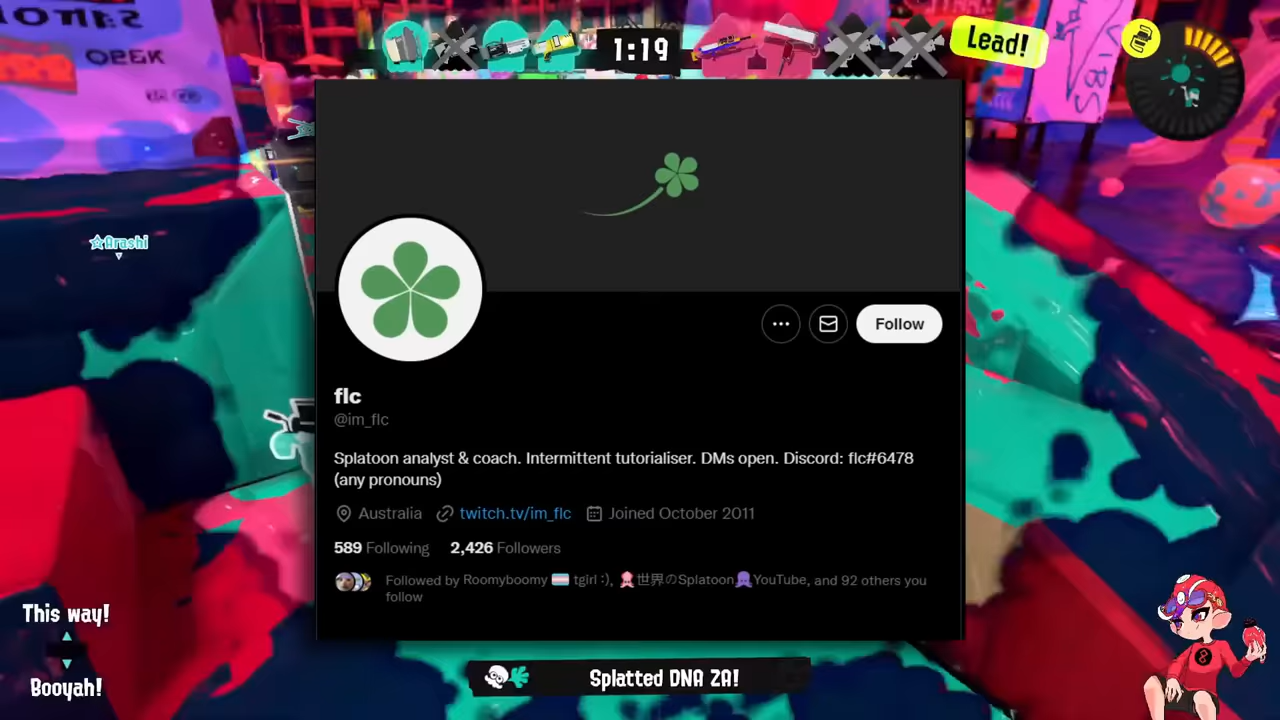 OPEN
1:19
Lead!
VIBS
☆Arashi
Follow
flc
@im_flc
Splatoon analyst & coach. Intermittent tutorialiser. DMs open. Discord: flc#6478
(any pronouns)
Australia twitch.tv/im_flc Joined October 2011
589 Following 2,426 Followers
Followed by Roomyboomy 🏳️‍⚧️ tgirl :), 🦑世界のSplatoon🐙YouTube, and 92 others you
follow
This way!
Booyah!
Splatted DNA ZA!
8